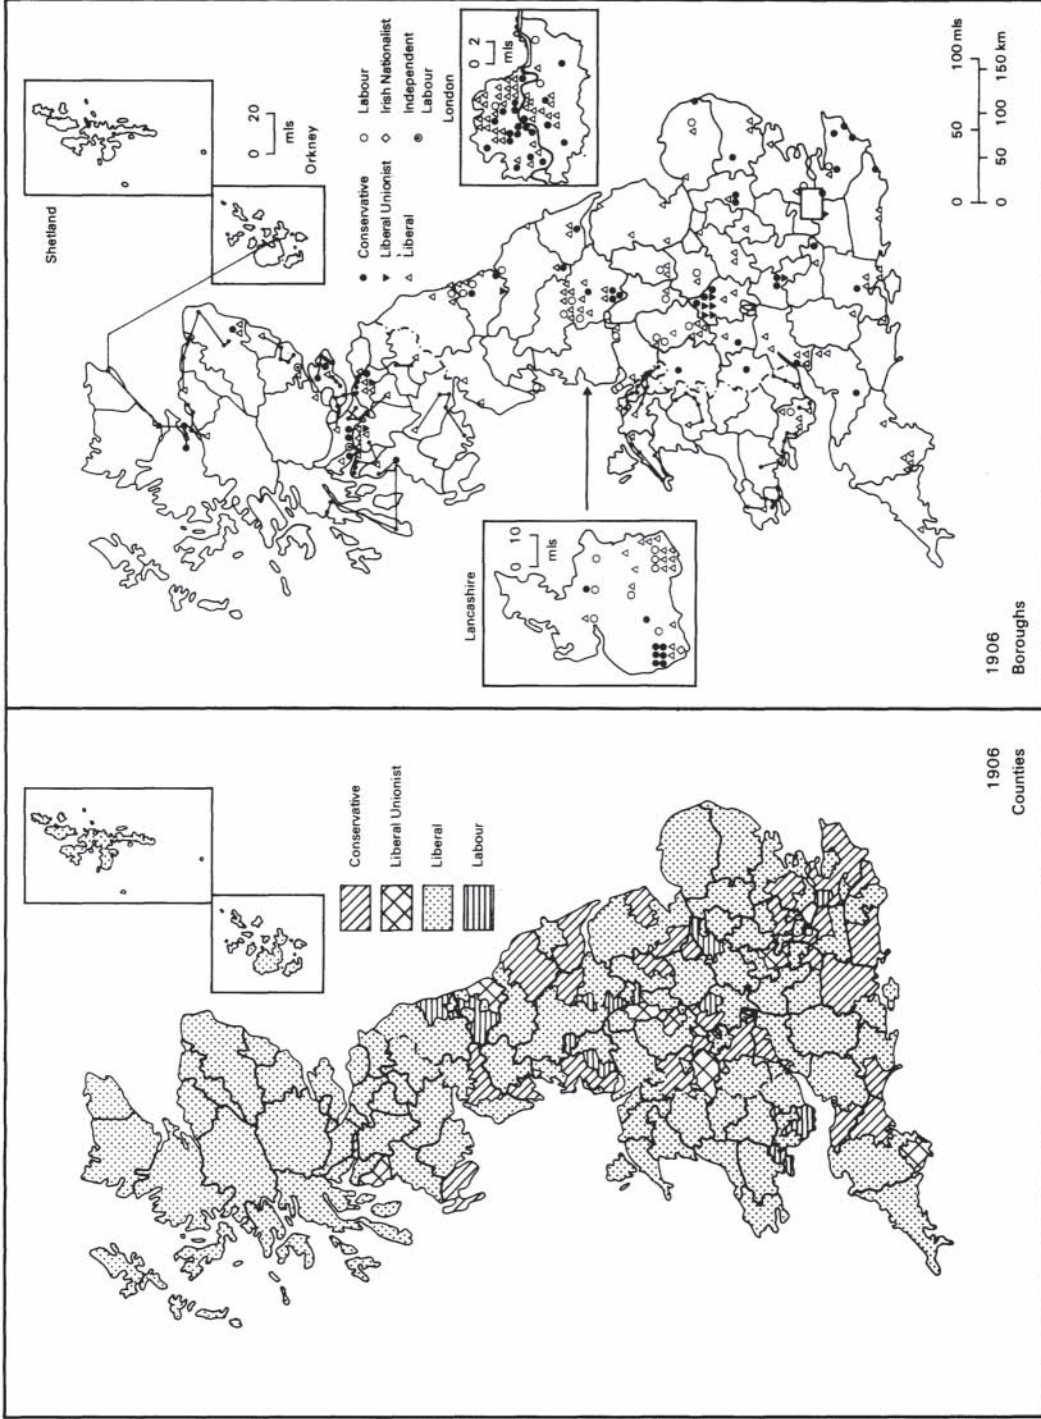 Shetland
Orkney
0 20
mls
Conservative
Liberal Unionist
Liberal
Labour
Irish Nationalist
Independent
Labour
London
0 2
mls
Lancashire
0 10
mls
0 50 100 mls
0 50 100 150 km
1906
Boroughs
Conservative
Liberal Unionist
Liberal
Labour
1906
Counties